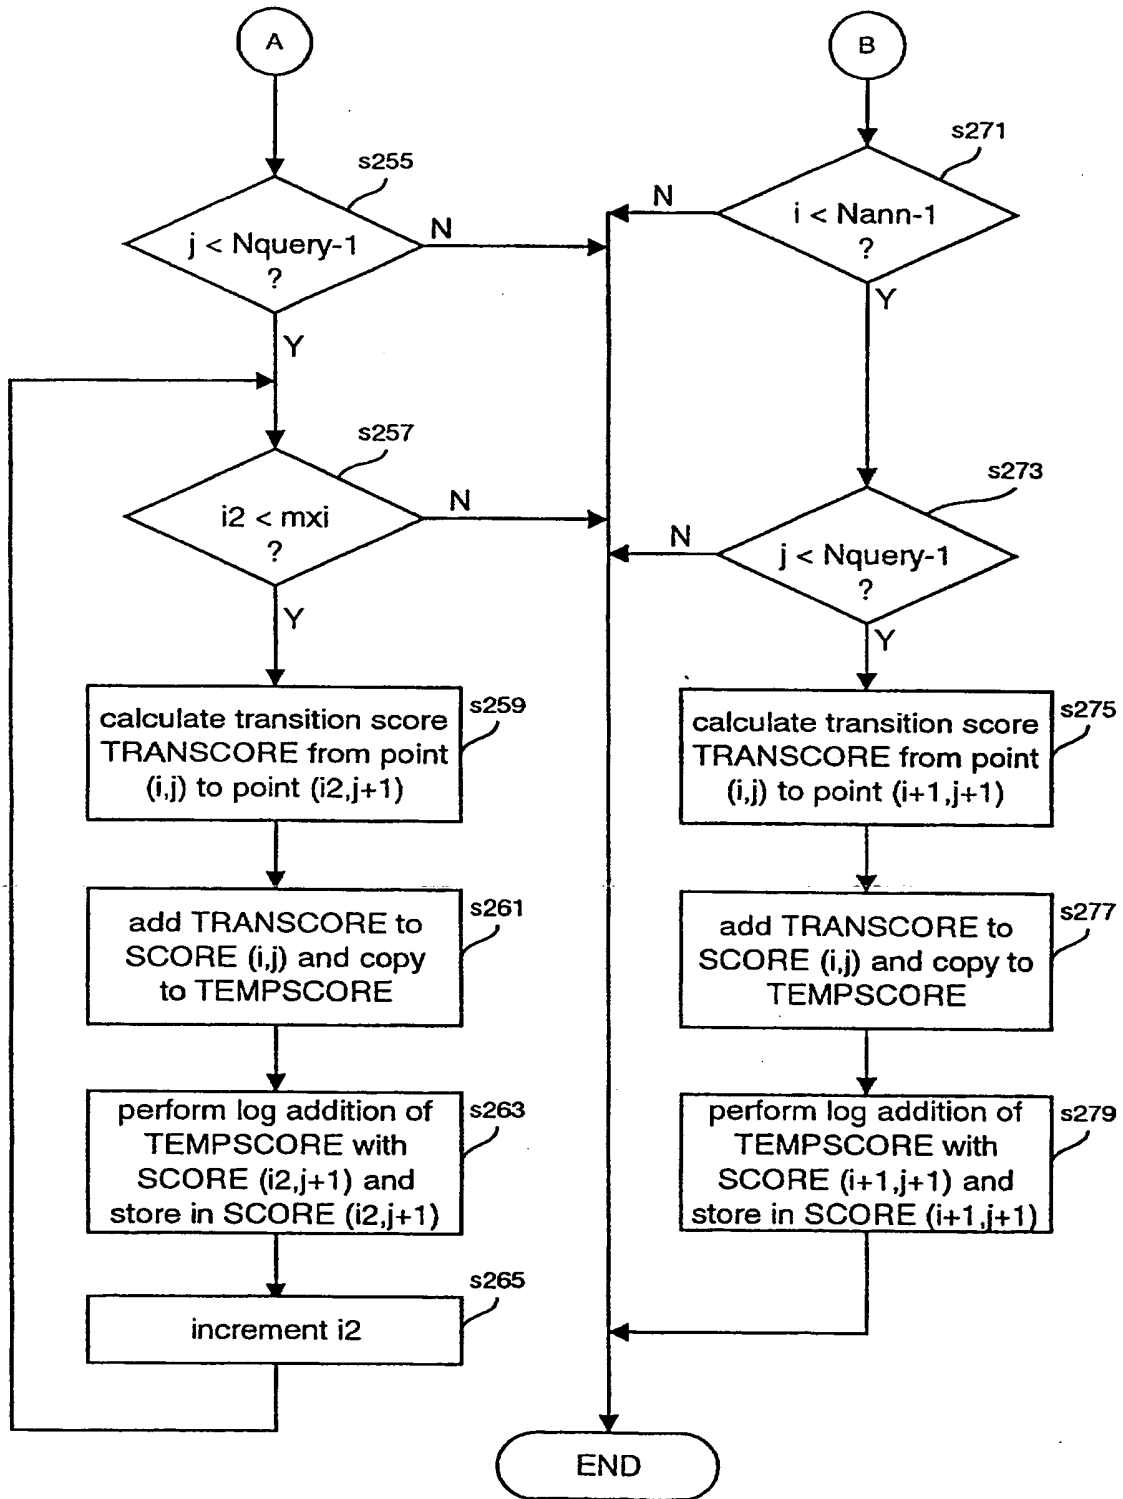 A
s255
j < Nquery-1
?
N
Y
s257
i2 < mxi
?
N
Y
s259
calculate transition score
TRANSCORE from point
(i,j) to point (i2,j+1)
s261
add TRANSCORE to
SCORE (i,j) and copy
to TEMPSCORE
s263
perform log addition of
TEMPSCORE with
SCORE (i2,j+1) and
store in SCORE (i2,j+1)
s265
increment i2
B
s271
i < Nann-1
?
N
Y
s273
j < Nquery-1
?
N
Y
s275
calculate transition score
TRANSCORE from point
(i,j) to point (i+1,j+1)
s277
add TRANSCORE to
SCORE (i,j) and copy to
TEMPSCORE
s279
perform log addition of
TEMPSCORE with
SCORE (i+1,j+1) and
store in SCORE (i+1,j+1)
END